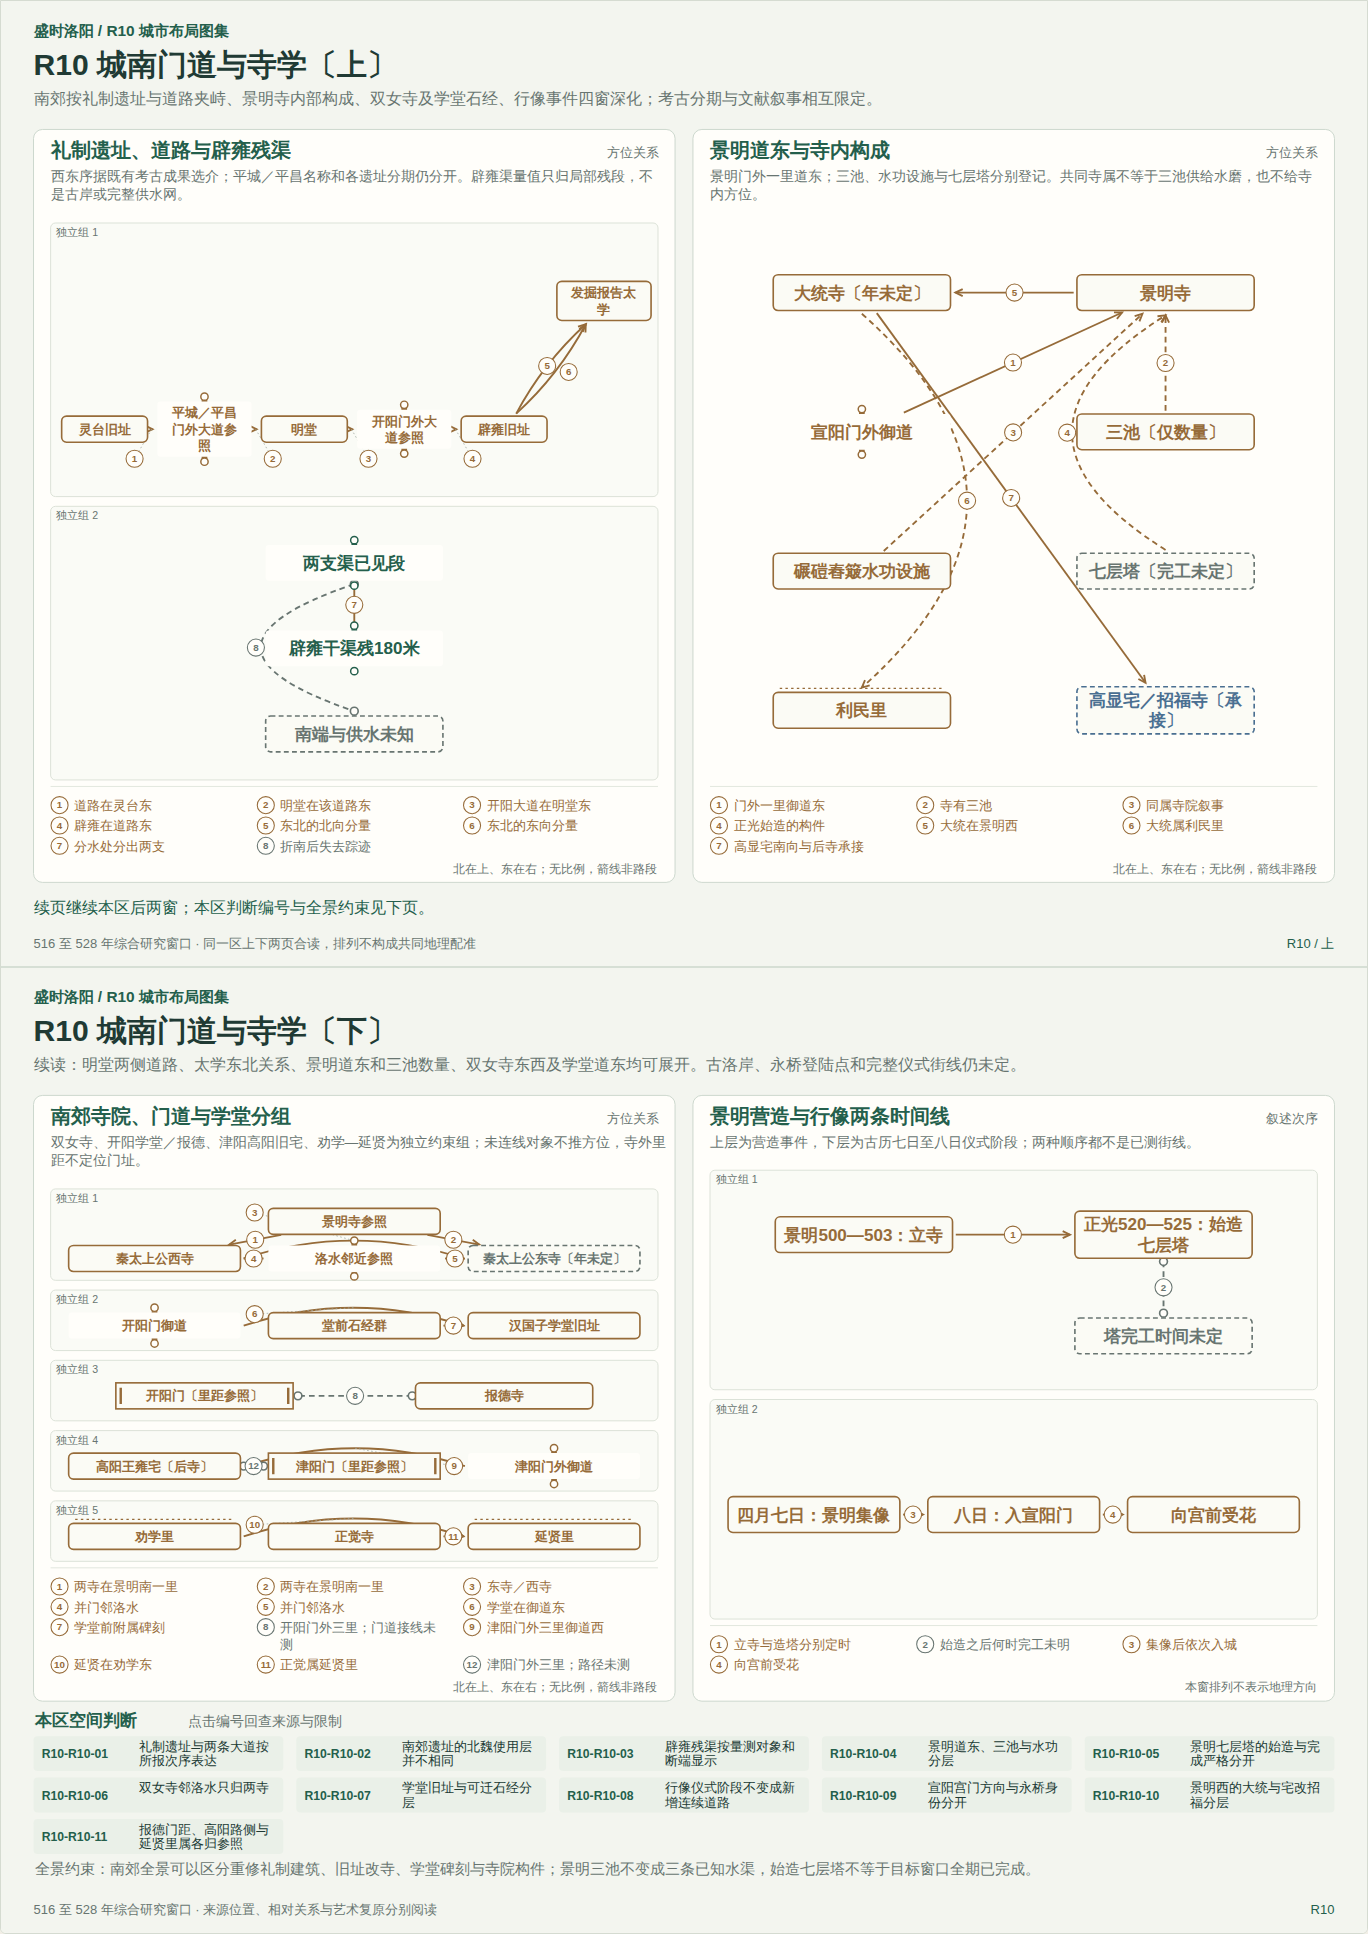 盛时洛阳 / R10 城市布局图集
R10 城南门道与寺学〔上〕
南郊按礼制遗址与道路夹峙、景明寺内部构成、双女寺及学堂石经、行像事件四窗深化；考古分期与文献叙事相互限定。
礼制遗址、道路与辟雍残渠
方位关系
西东序据既有考古成果选介；平城／平昌名称和各遗址分期仍分开。辟雍渠量值只归局部残段，不
是古岸或完整供水网。
独立组 1
发掘报告太
学
5
6
灵台旧址
平城／平昌
门外大道参
照
明堂
开阳门外大
道参照
辟雍旧址
1
2
3
4
独立组 2
两支渠已见段
7
辟雍干渠残180米
8
南端与供水未知
1 道路在灵台东
2 明堂在该道路东
3 开阳大道在明堂东
4 辟雍在道路东
5 东北的北向分量
6 东北的东向分量
7 分水处分出两支
8 折南后失去踪迹
北在上、东在右；无比例，箭线非路段
景明道东与寺内构成
方位关系
景明门外一里道东；三池、水功设施与七层塔分别登记。共同寺属不等于三池供给水磨，也不给寺
内方位。
大统寺〔年未定〕
5
景明寺
1
2
宣阳门外御道
3
4
三池〔仅数量〕
6
7
碾硙舂簸水功设施
七层塔〔完工未定〕
利民里
高显宅／招福寺〔承
接〕
1 门外一里御道东
2 寺有三池
3 同属寺院叙事
4 正光始造的构件
5 大统在景明西
6 大统属利民里
7 高显宅南向与后寺承接
北在上、东在右；无比例，箭线非路段
续页继续本区后两窗；本区判断编号与全景约束见下页。
516 至 528 年综合研究窗口 · 同一区上下两页合读，排列不构成共同地理配准
R10 / 上
盛时洛阳 / R10 城市布局图集
R10 城南门道与寺学〔下〕
续读：明堂两侧道路、太学东北关系、景明道东和三池数量、双女寺东西及学堂道东均可展开。古洛岸、永桥登陆点和完整仪式街线仍未定。
南郊寺院、门道与学堂分组
方位关系
双女寺、开阳学堂／报德、津阳高阳旧宅、劝学—延贤为独立约束组；未连线对象不推方位，寺外里
距不定位门址。
独立组 1
3
景明寺参照
1
2
秦太上公西寺
4
洛水邻近参照
5
秦太上公东寺〔年未定〕
独立组 2
开阳门御道
6
堂前石经群
7
汉国子学堂旧址
独立组 3
开阳门〔里距参照〕
8
报德寺
独立组 4
高阳王雍宅〔后寺〕
12
津阳门〔里距参照〕
9
津阳门外御道
独立组 5
劝学里
10
正觉寺
11
延贤里
1 两寺在景明南一里
2 两寺在景明南一里
3 东寺／西寺
4 并门邻洛水
5 并门邻洛水
6 学堂在御道东
7 学堂前附属碑刻
8 开阳门外三里；门道接线未
测
9 津阳门外三里御道西
10 延贤在劝学东
11 正觉属延贤里
12 津阳门外三里；路径未测
北在上、东在右；无比例，箭线非路段
景明营造与行像两条时间线
叙述次序
上层为营造事件，下层为古历七日至八日仪式阶段；两种顺序都不是已测街线。
独立组 1
景明500—503：立寺
1
正光520—525：始造
七层塔
2
塔完工时间未定
独立组 2
四月七日：景明集像
3
八日：入宣阳门
4
向宫前受花
1 立寺与造塔分别定时
2 始造之后何时完工未明
3 集像后依次入城
4 向宫前受花
本窗排列不表示地理方向
本区空间判断
点击编号回查来源与限制
R10-R10-01
礼制遗址与两条大道按
所报次序表达
R10-R10-02
南郊遗址的北魏使用层
并不相同
R10-R10-03
辟雍残渠按量测对象和
断端显示
R10-R10-04
景明道东、三池与水功
分层
R10-R10-05
景明七层塔的始造与完
成严格分开
R10-R10-06
双女寺邻洛水只归两寺
R10-R10-07
学堂旧址与可迁石经分
层
R10-R10-08
行像仪式阶段不变成新
增连续道路
R10-R10-09
宣阳宫门方向与永桥身
份分开
R10-R10-10
景明西的大统与宅改招
福分层
R10-R10-11
报德门距、高阳路侧与
延贤里属各归参照
全景约束：南郊全景可以区分重修礼制建筑、旧址改寺、学堂碑刻与寺院构件；景明三池不变成三条已知水渠，始造七层塔不等于目标窗口全期已完成。
516 至 528 年综合研究窗口 · 来源位置、相对关系与艺术复原分别阅读
R10